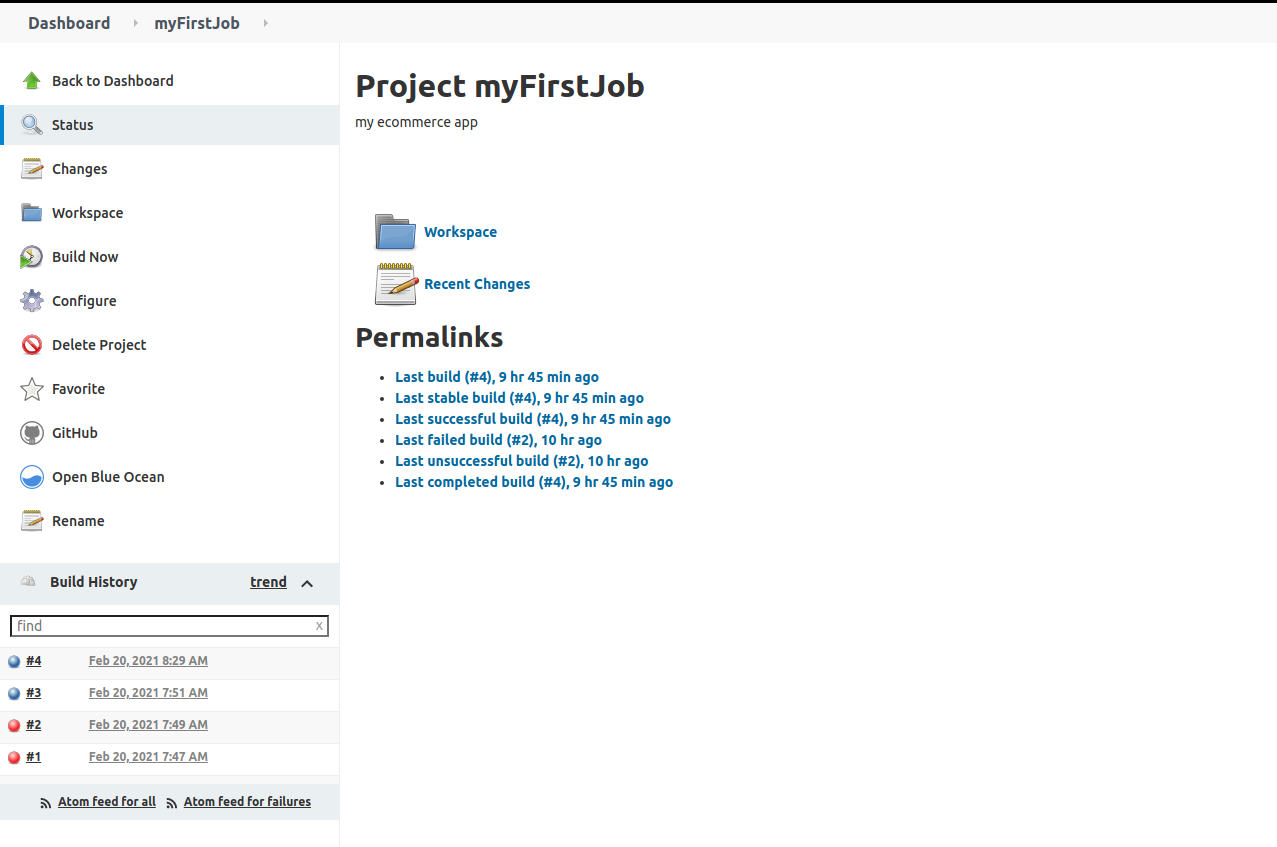 Dashboard myFirstJob
Back to Dashboard
Status
Changes
Workspace
Build Now
Configure
Delete Project
Favorite
GitHub
Open Blue Ocean
Rename
Build History trend
find x
#4 Feb 20, 2021 8:29 AM
#3 Feb 20, 2021 7:51 AM
#2 Feb 20, 2021 7:49 AM
#1 Feb 20, 2021 7:47 AM
Atom feed for all Atom feed for failures
Project myFirstJob
my ecommerce app
Workspace
Recent Changes
Permalinks
Last build (#4), 9 hr 45 min ago
Last stable build (#4), 9 hr 45 min ago
Last successful build (#4), 9 hr 45 min ago
Last failed build (#2), 10 hr ago
Last unsuccessful build (#2), 10 hr ago
Last completed build (#4), 9 hr 45 min ago